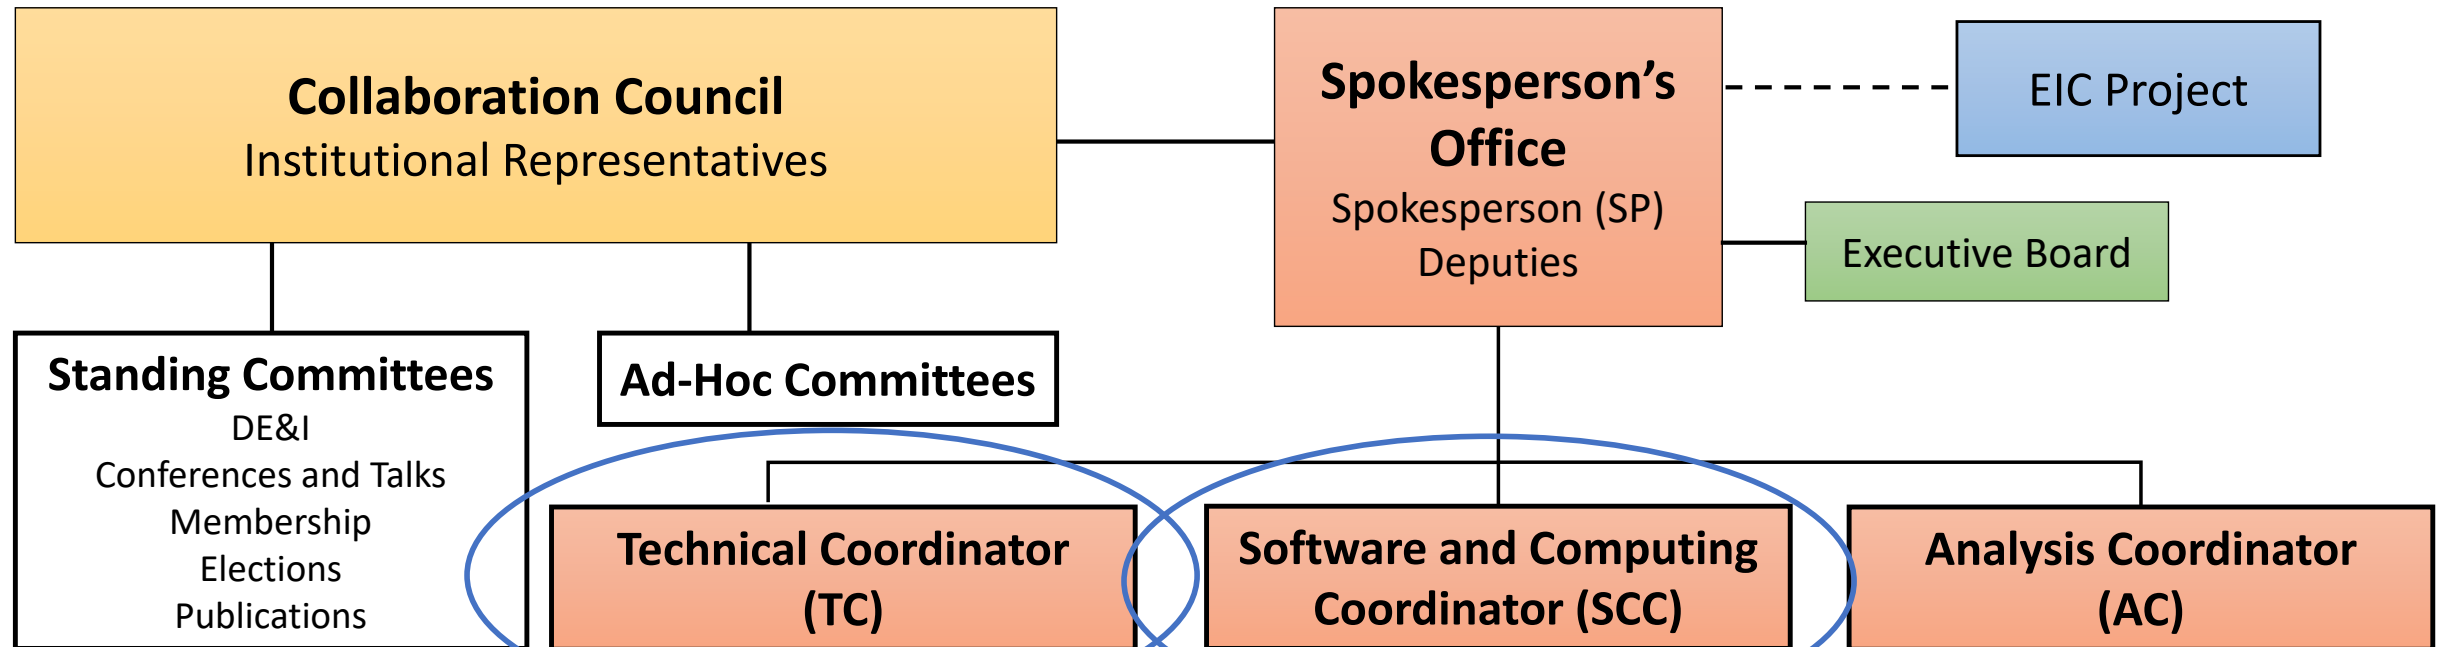 Collaboration Council
Institutional Representatives
Spokesperson’s
Office
Spokesperson (SP)
Deputies
EIC Project
Executive Board
Standing Committees
DE&I
Conferences and Talks
Membership
Elections
Publications
Ad-Hoc Committees
Technical Coordinator
(TC)
Software and Computing
Coordinator (SCC)
Analysis Coordinator
(AC)